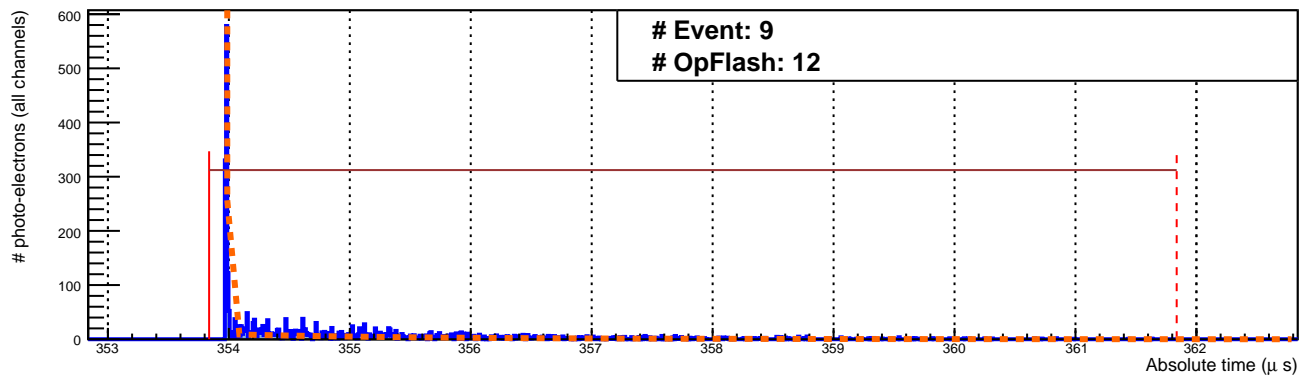 # Event: 9
# OpFlash: 12
# photo-electrons (all channels)
600
500
400
300
200
100
0
353 354 355 356 357 358 359 360 361 362
Absolute time (μ s)